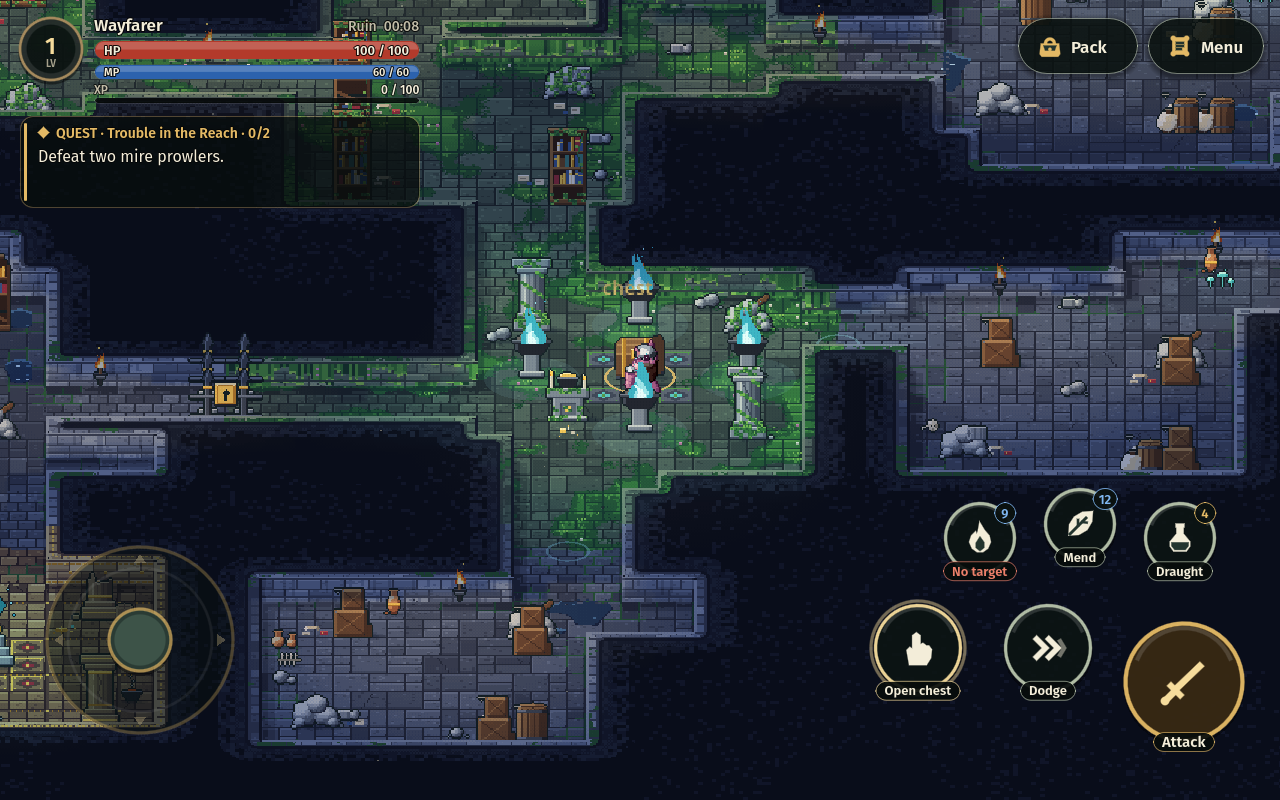 1
LV
Wayfarer
Ruin 00:08
HP
100 / 100
MP
60 / 60
XP
0 / 100
QUEST · Trouble in the Reach · 0/2
Defeat two mire prowlers.
Pack
Menu
chest
9
No target
12
Mend
4
Draught
Open chest
Dodge
Attack